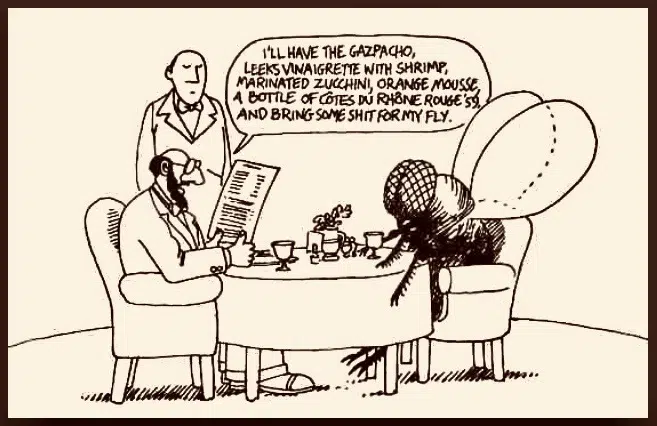 I'LL HAVE THE GAZPACHO,
LEEKS VINAIGRETTE WITH SHRIMP,
MARINATED ZUCCHINI, ORANGE MOUSSE,
A BOTTLE OF CÔTES DU RHÔNE ROUGE '59,
AND BRING SOME SHIT FOR MY FLY.